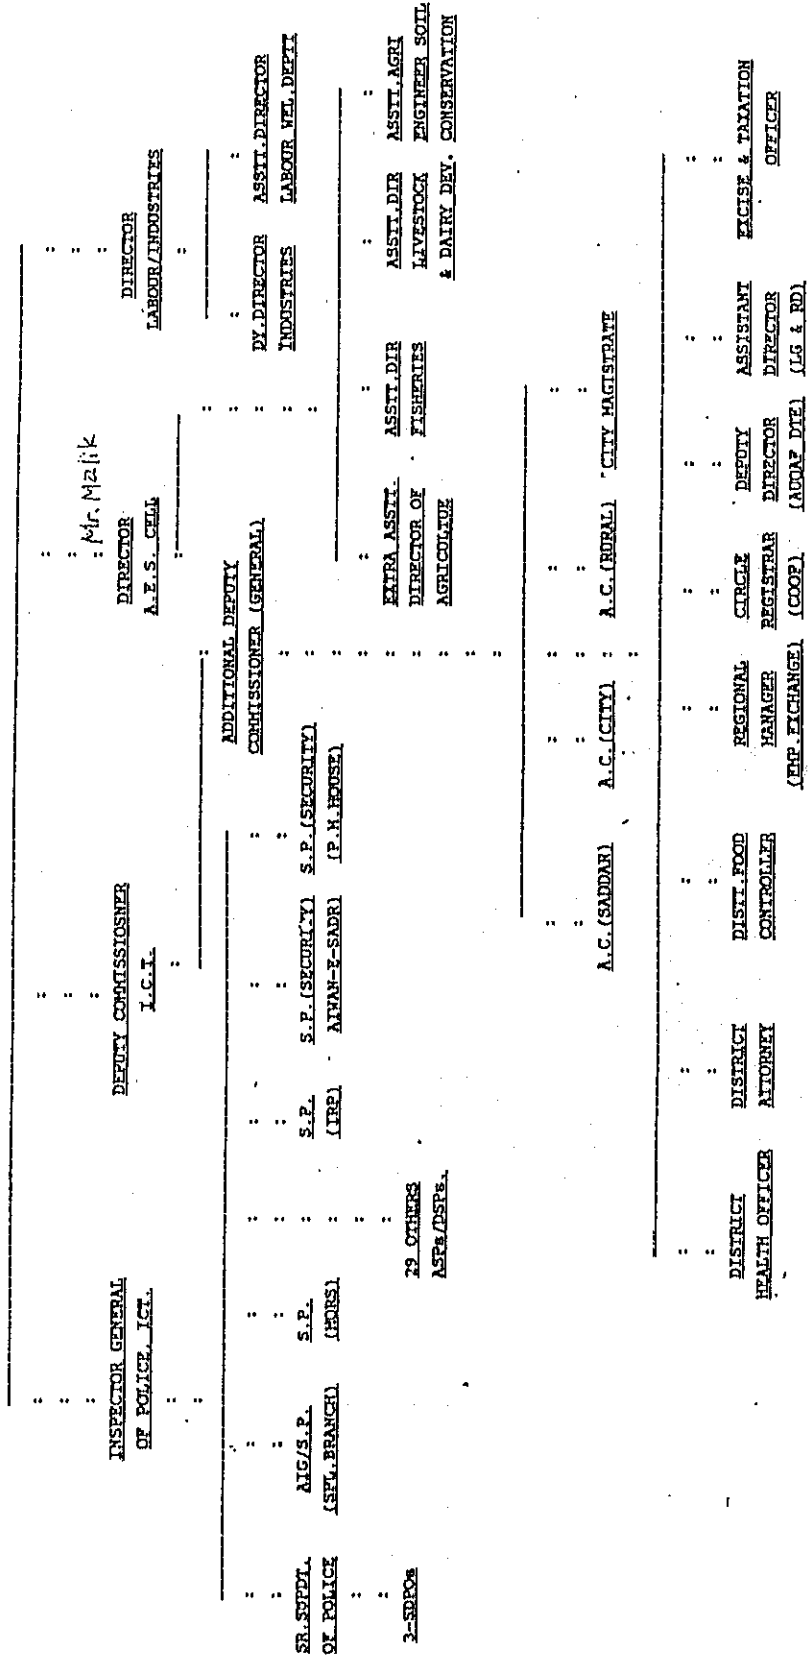 INSPECTOR GENERAL
OF POLICE, ICT.
DEPUTY COMMISSIOSNER
I.C.T.
Mr. Malik
DIRECTOR
A.E.S. CELL
DIRECTOR
LABOUR/INDUSTRIES
ADDITIONAL DEPUTY
COMMISSIONER (GENERAL)
DY.DIRECTOR
INDUSTRIES
ASSTT.DIRECTOR
LABOUR WEL.DEPTT
SR.SUPDT.
OF POLICE
3-SDPOs
AIG/S.P.
(SPL.BRANCH)
S.P.
(HQRS)
29 OTHERS
ASPs/DSPs.
S.P.
(IRP)
S.P.(SECURITY)
AIWAN-E-SADR)
S.P.(SECURITY)
(P.M.HOUSE)
EXTRA ASSTT.
DIRECTOR OF
AGRICOLTUE
ASSTT.DIR
FISHERIES
ASSTT.DIR
LIVESTOCK
& DAIRY DEV.
ASSTT.AGRI
ENGINEER SOIL
CONSERVATION
A.C.(SADDAR)
A.C.(CITY)
A.C.(RURAL)
CITY MAGISTRATE
DISTRICT
HEALTH OFFICER
DISTRICT
ATTORNEY
DISTT.FOOD
CONTROLLER
REGIONAL
MANAGER
(EMP.EXCHANGE)
CIRCLE
REGISTRAR
(COOP)
DEPUTY
DIRECTOR
(AUQAF DTE)
ASSISTANT
DIRECTOR
(LG & RD)
EXCISE & TAXATION
OFFICER